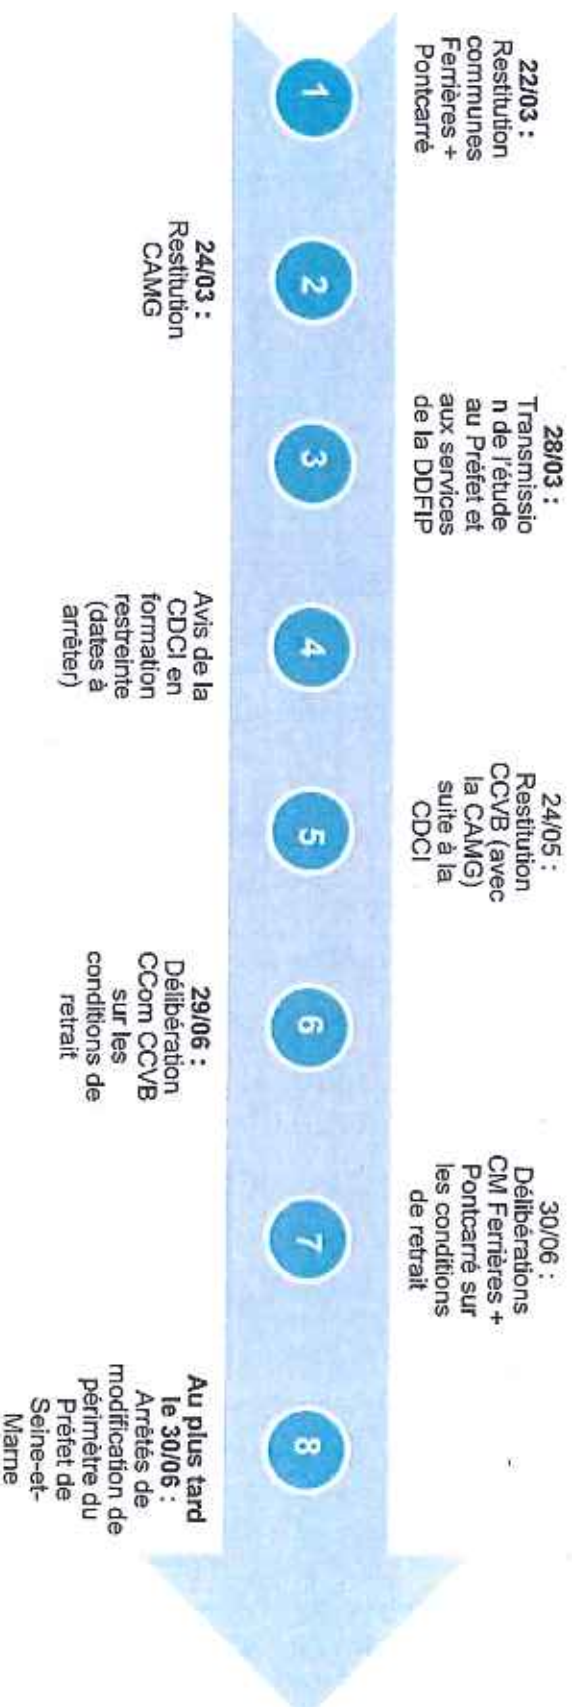 22/03 :
Restitution
communes
Ferrières +
Pontcarré
1
24/03 :
Restitution
CAMG
2
28/03 :
Transmissio
n de l'étude
au Préfet et
aux services
de la DDFIP
3
Avis de la
CDCI en
formation
restreinte
(dates à
arrêter)
4
24/05 :
Restitution
CCVB (avec
la CAMG)
suite à la
CDCI
5
29/06 :
Délibération
CCom CCVB
sur les
conditions de
retrait
6
30/06 :
Délibérations
CM Ferrières +
Pontcarré sur
les conditions
de retrait
7
Au plus tard
le 30/06 :
Arrêtés de
modification de
périmètre du
Préfet de
Seine-et-
Marne
8